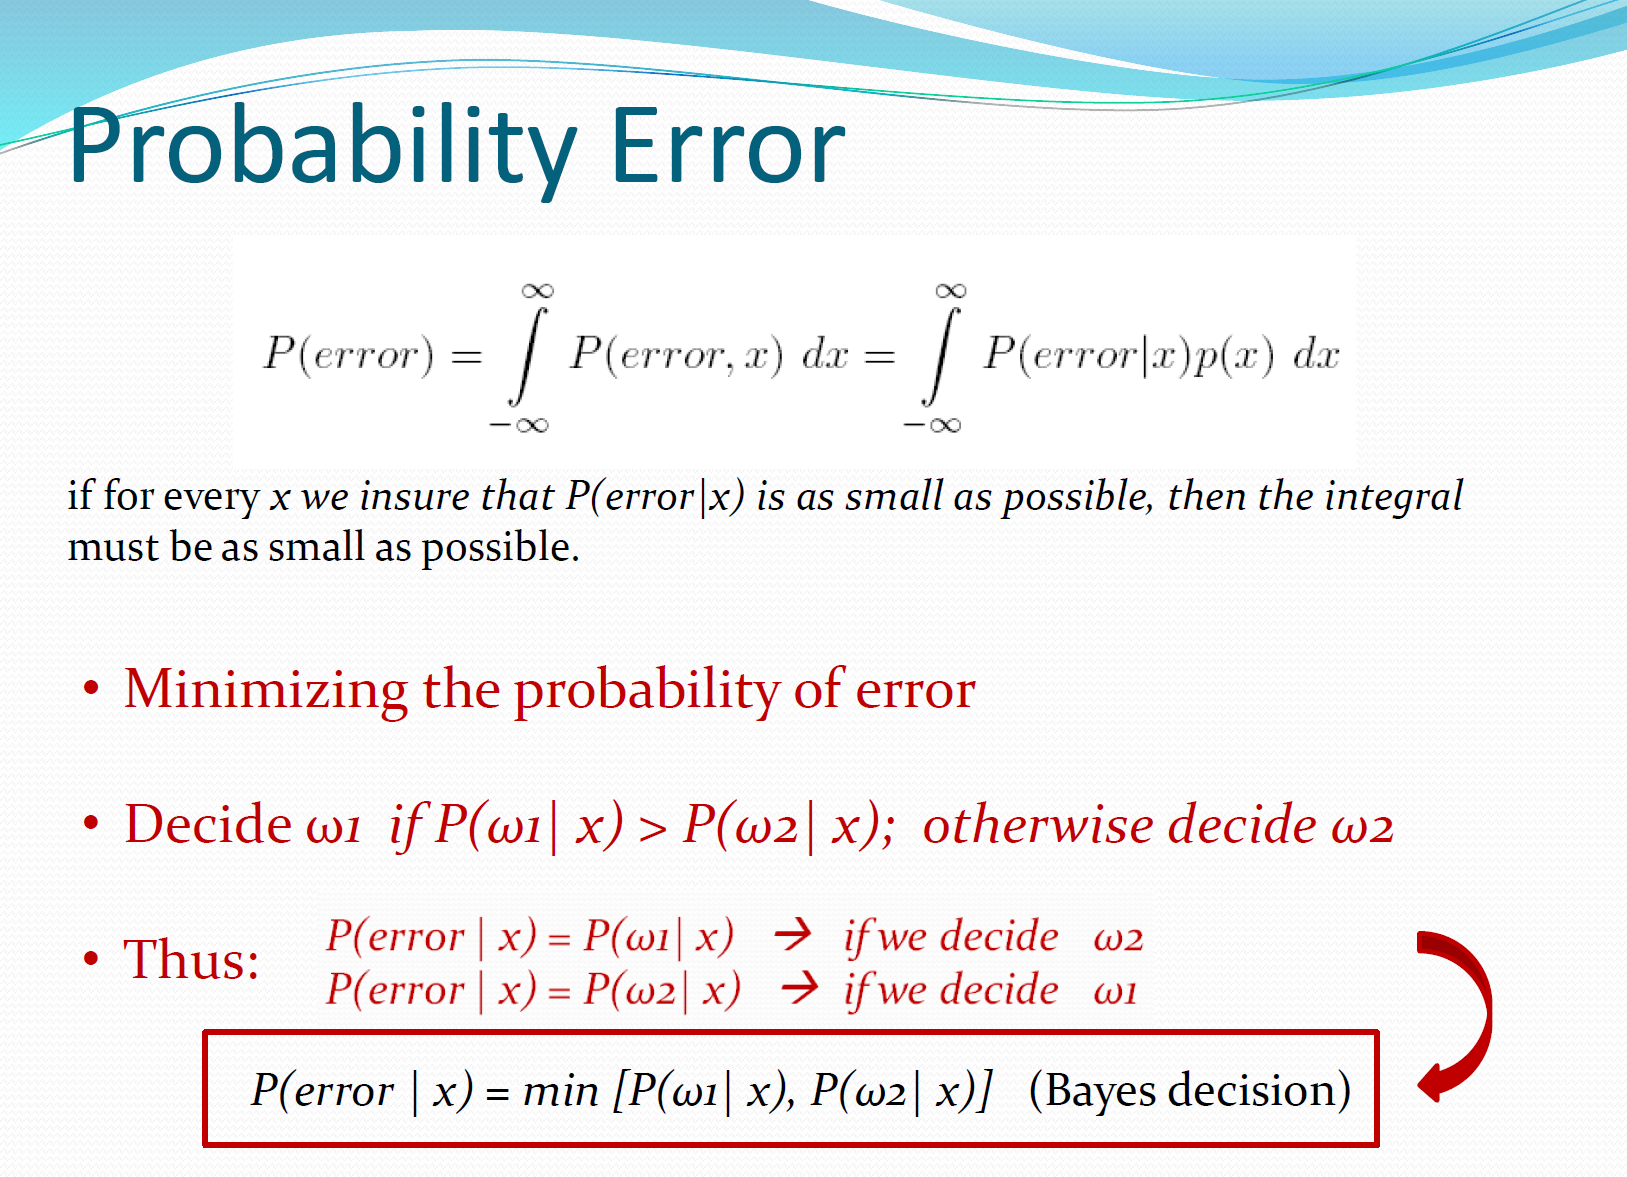 Probability Error
P(error) = ∫_{-∞}^{∞} P(error, x) dx = ∫_{-∞}^{∞} P(error|x)p(x) dx
if for every x we insure that P(error|x) is as small as possible, then the integral
must be as small as possible.
• Minimizing the probability of error
• Decide ω1 if P(ω1| x) > P(ω2| x); otherwise decide ω2
• Thus:
P(error | x) = P(ω1| x) → if we decide ω2
P(error | x) = P(ω2| x) → if we decide ω1
P(error | x) = min [P(ω1| x), P(ω2| x)] (Bayes decision)